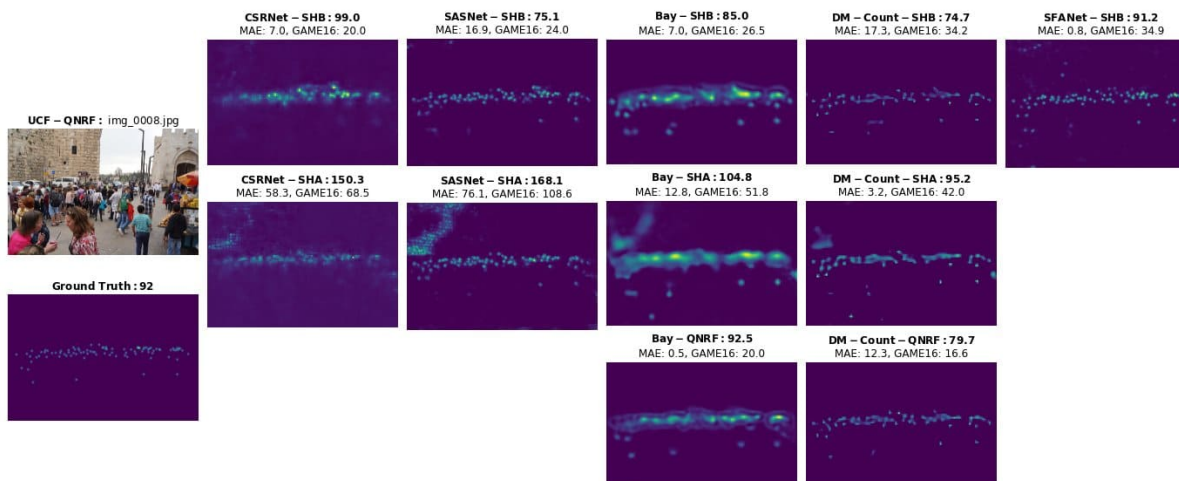 CSRNet – SHB : 99.0
MAE: 7.0, GAME16: 20.0
SASNet – SHB : 75.1
MAE: 16.9, GAME16: 24.0
Bay – SHB : 85.0
MAE: 7.0, GAME16: 26.5
DM – Count – SHB : 74.7
MAE: 17.3, GAME16: 34.2
SFANet – SHB : 91.2
MAE: 0.8, GAME16: 34.9
UCF – QNRF : img_0008.jpg
CSRNet – SHA : 150.3
MAE: 58.3, GAME16: 68.5
SASNet – SHA : 168.1
MAE: 76.1, GAME16: 108.6
Bay – SHA : 104.8
MAE: 12.8, GAME16: 51.8
DM – Count – SHA : 95.2
MAE: 3.2, GAME16: 42.0
Ground Truth : 92
Bay – QNRF : 92.5
MAE: 0.5, GAME16: 20.0
DM – Count – QNRF : 79.7
MAE: 12.3, GAME16: 16.6